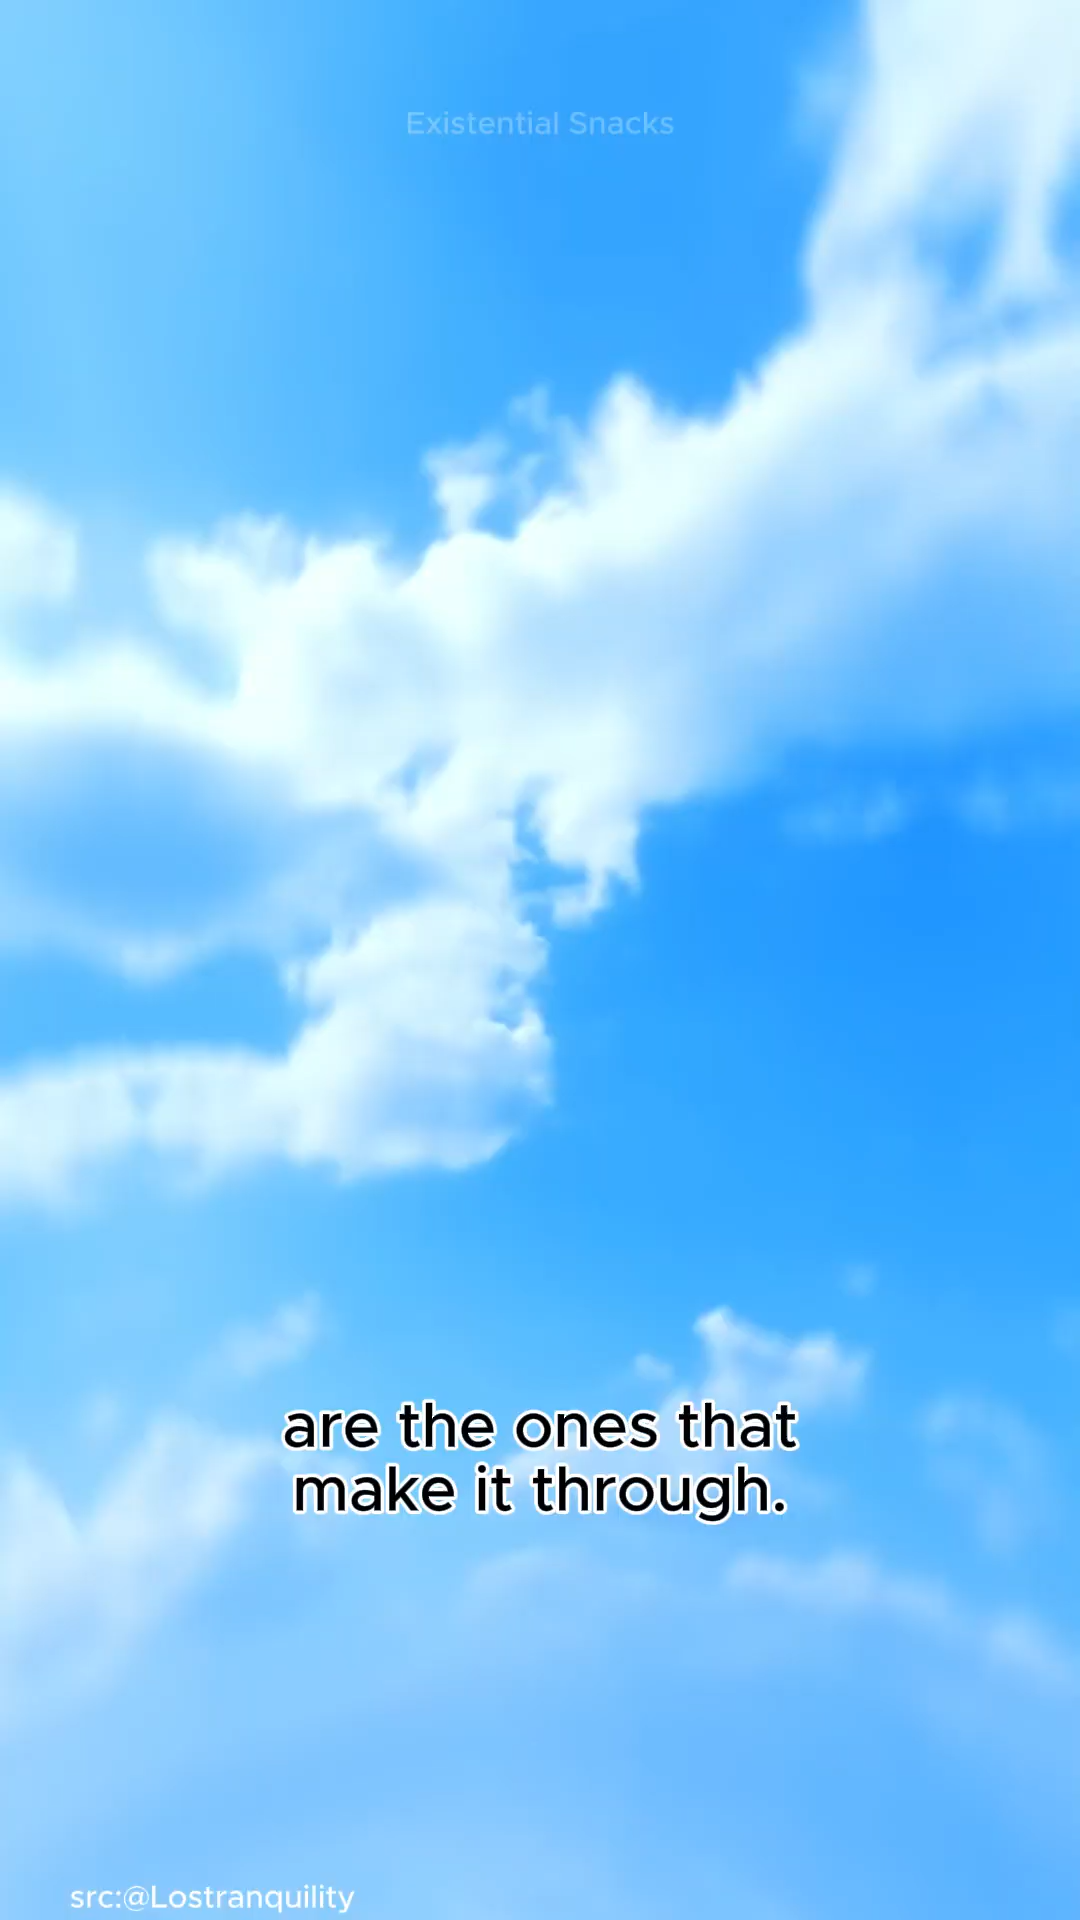 Existential Snacks
are the ones that
make it through.
src:@Lostranquility